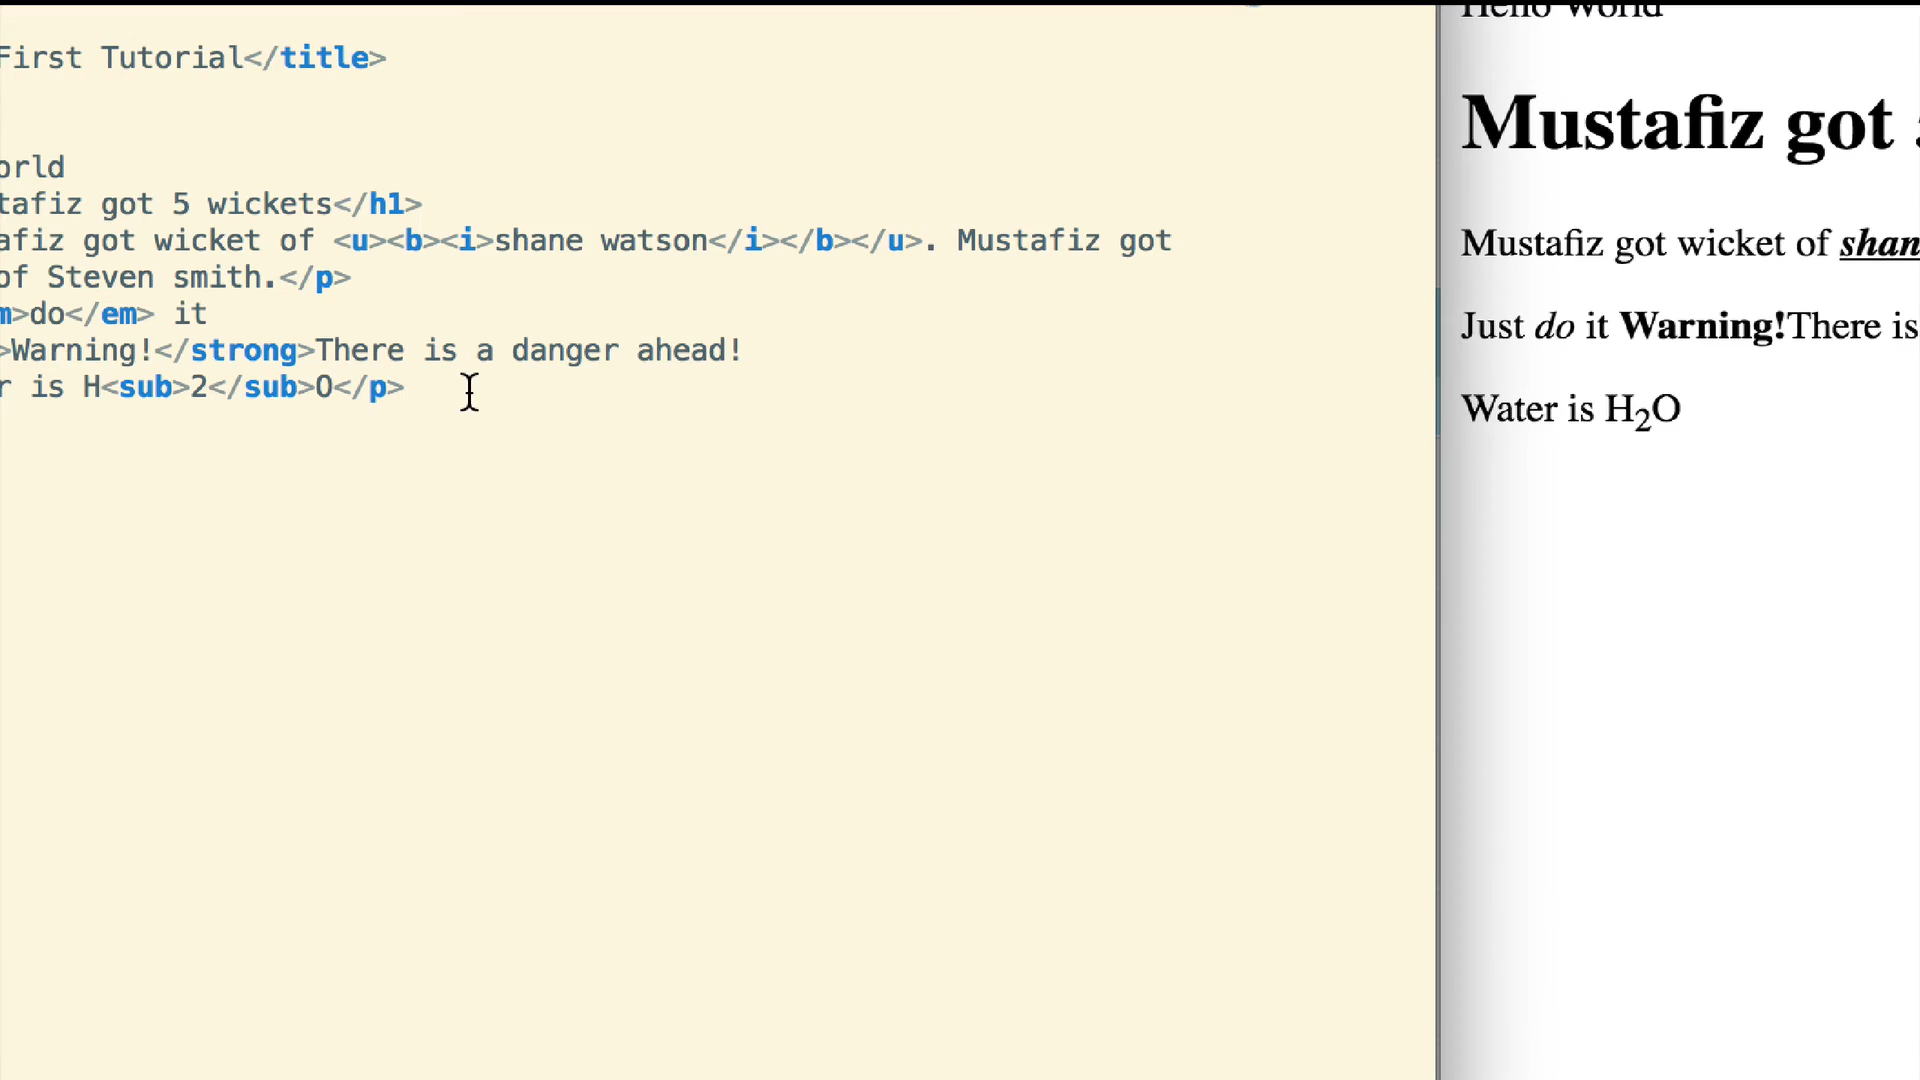 First Tutorial</title>
orld
tafiz got 5 wickets</h1>
afiz got wicket of <u><b><i>shane watson</i></b></u>. Mustafiz got
of Steven smith.</p>
m>do</em> it
>Warning!</strong>There is a danger ahead!
r is H<sub>2</sub>O</p>
Hello World
Mustafiz got
Mustafiz got wicket of shan
Just do it Warning!There is
Water is H₂O